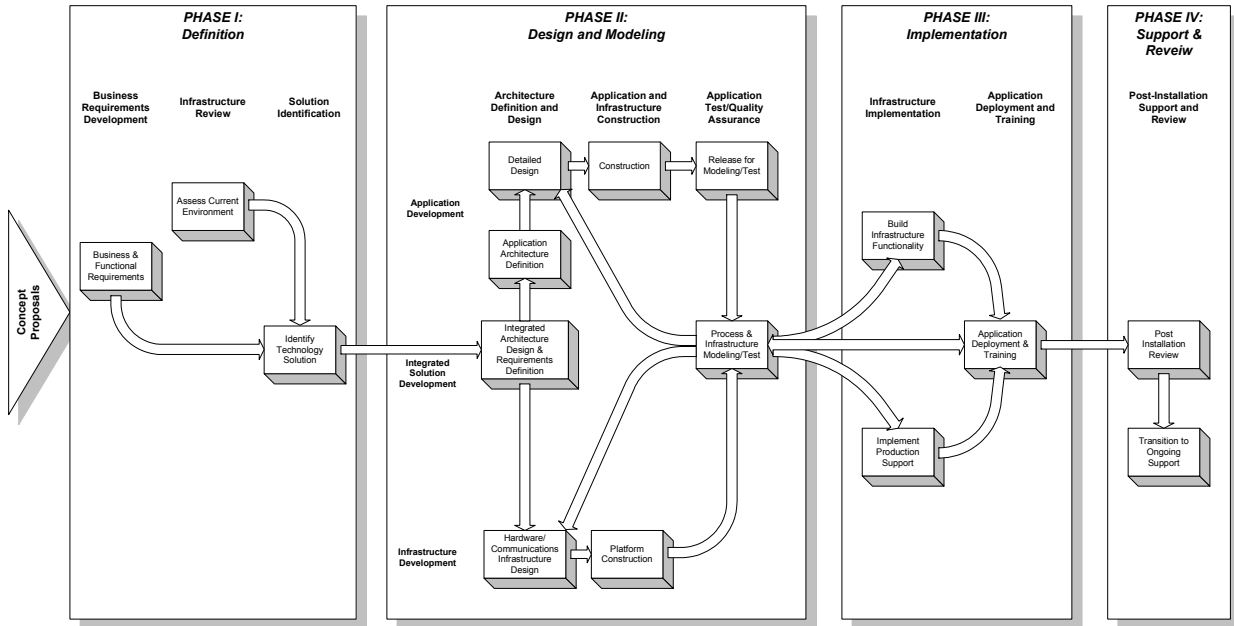 PHASE I:
Definition
PHASE II:
Design and Modeling
PHASE III:
Implementation
PHASE IV:
Support &
Reveiw
Business
Requirements
Development
Infrastructure
Review
Solution
Identification
Architecture
Definition and
Design
Application and
Infrastructure
Construction
Application
Test/Quality
Assurance
Infrastructure
Implementation
Application
Deployment and
Training
Post-Installation
Support and
Review
Concept
Proposals
Assess Current
Environment
Business &
Functional
Requirements
Identify
Technology
Solution
Application
Development
Integrated
Solution
Development
Infrastructure
Development
Detailed
Design
Construction
Release for
Modeling/Test
Application
Architecture
Definition
Integrated
Architecture
Design &
Requirements
Definition
Process &
Infrastructure
Modeling/Test
Hardware/
Communications
Infrastructure
Design
Platform
Construction
Build
Infrastructure
Functionality
Application
Deployment &
Training
Implement
Production
Support
Post
Installation
Review
Transition to
Ongoing
Support